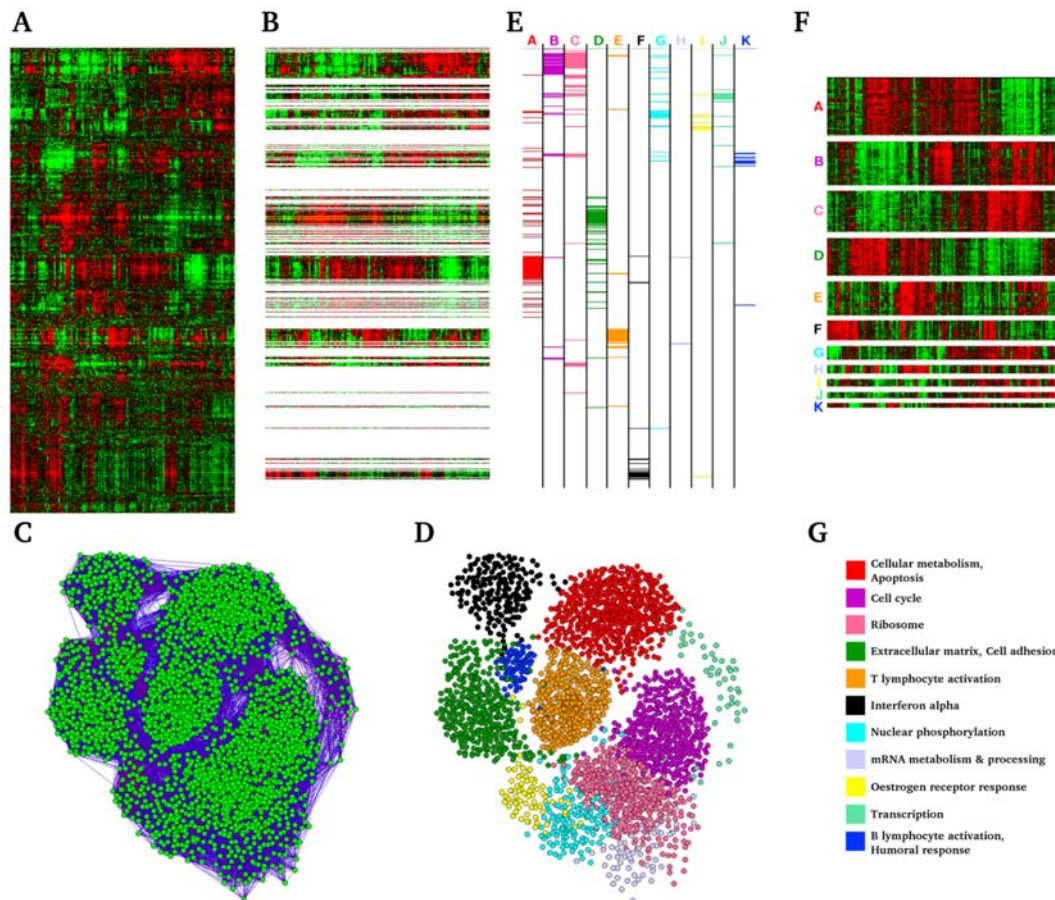 A
B
E
F
A B C D E F G H I J K
A
B
C
D
E
F
G
H
I
J
K
C
D
G
Cellular metabolism,
Apoptosis
Cell cycle
Ribosome
Extracellular matrix, Cell adhesion
T lymphocyte activation
Interferon alpha
Nuclear phosphorylation
mRNA metabolism & processing
Oestrogen receptor response
Transcription
B lymphocyte activation,
Humoral response